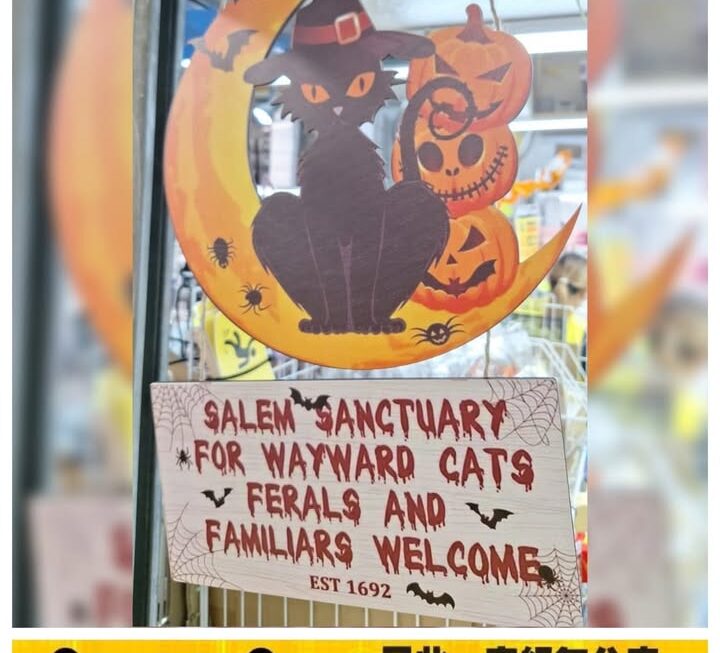 SALEM SANCTUARY
FOR WAYWARD CATS
FERALS AND
FAMILIARS WELCOME
EST 1692